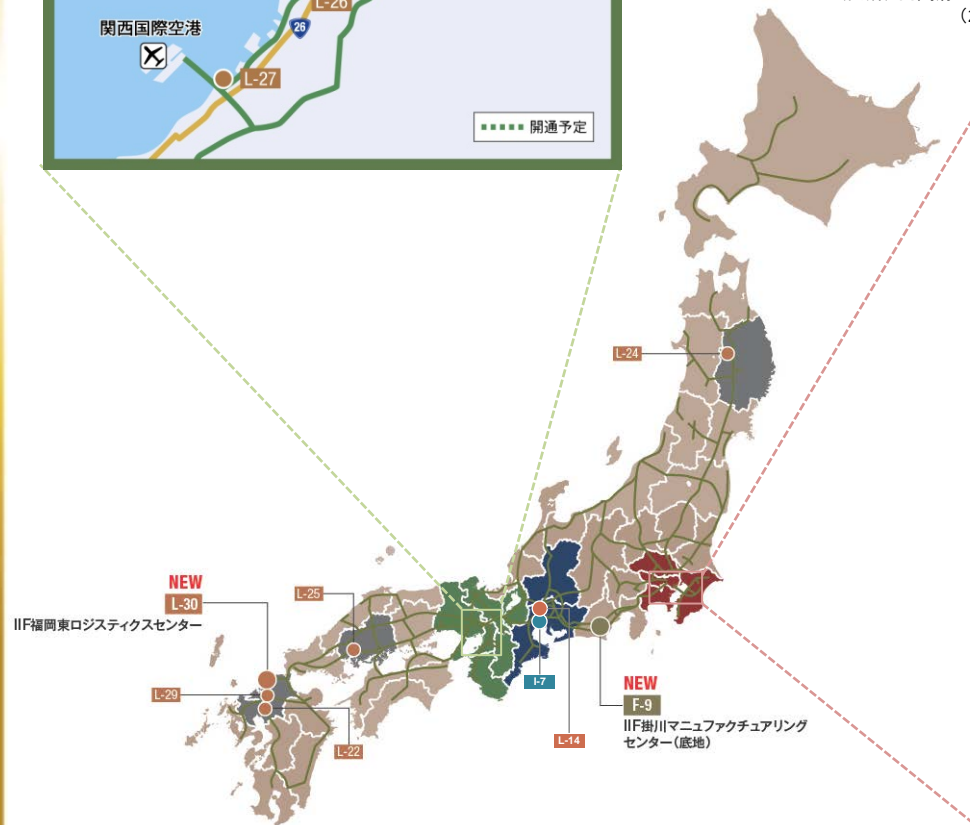 L-26
関西国際空港
26
L-27
開通予定
(2
L-24
NEW
L-30
IIF福岡東ロジスティクスセンター
L-25
L-29
L-22
I-7
L-14
NEW
F-9
IIF掛川マニュファクチュアリング
センター(底地)